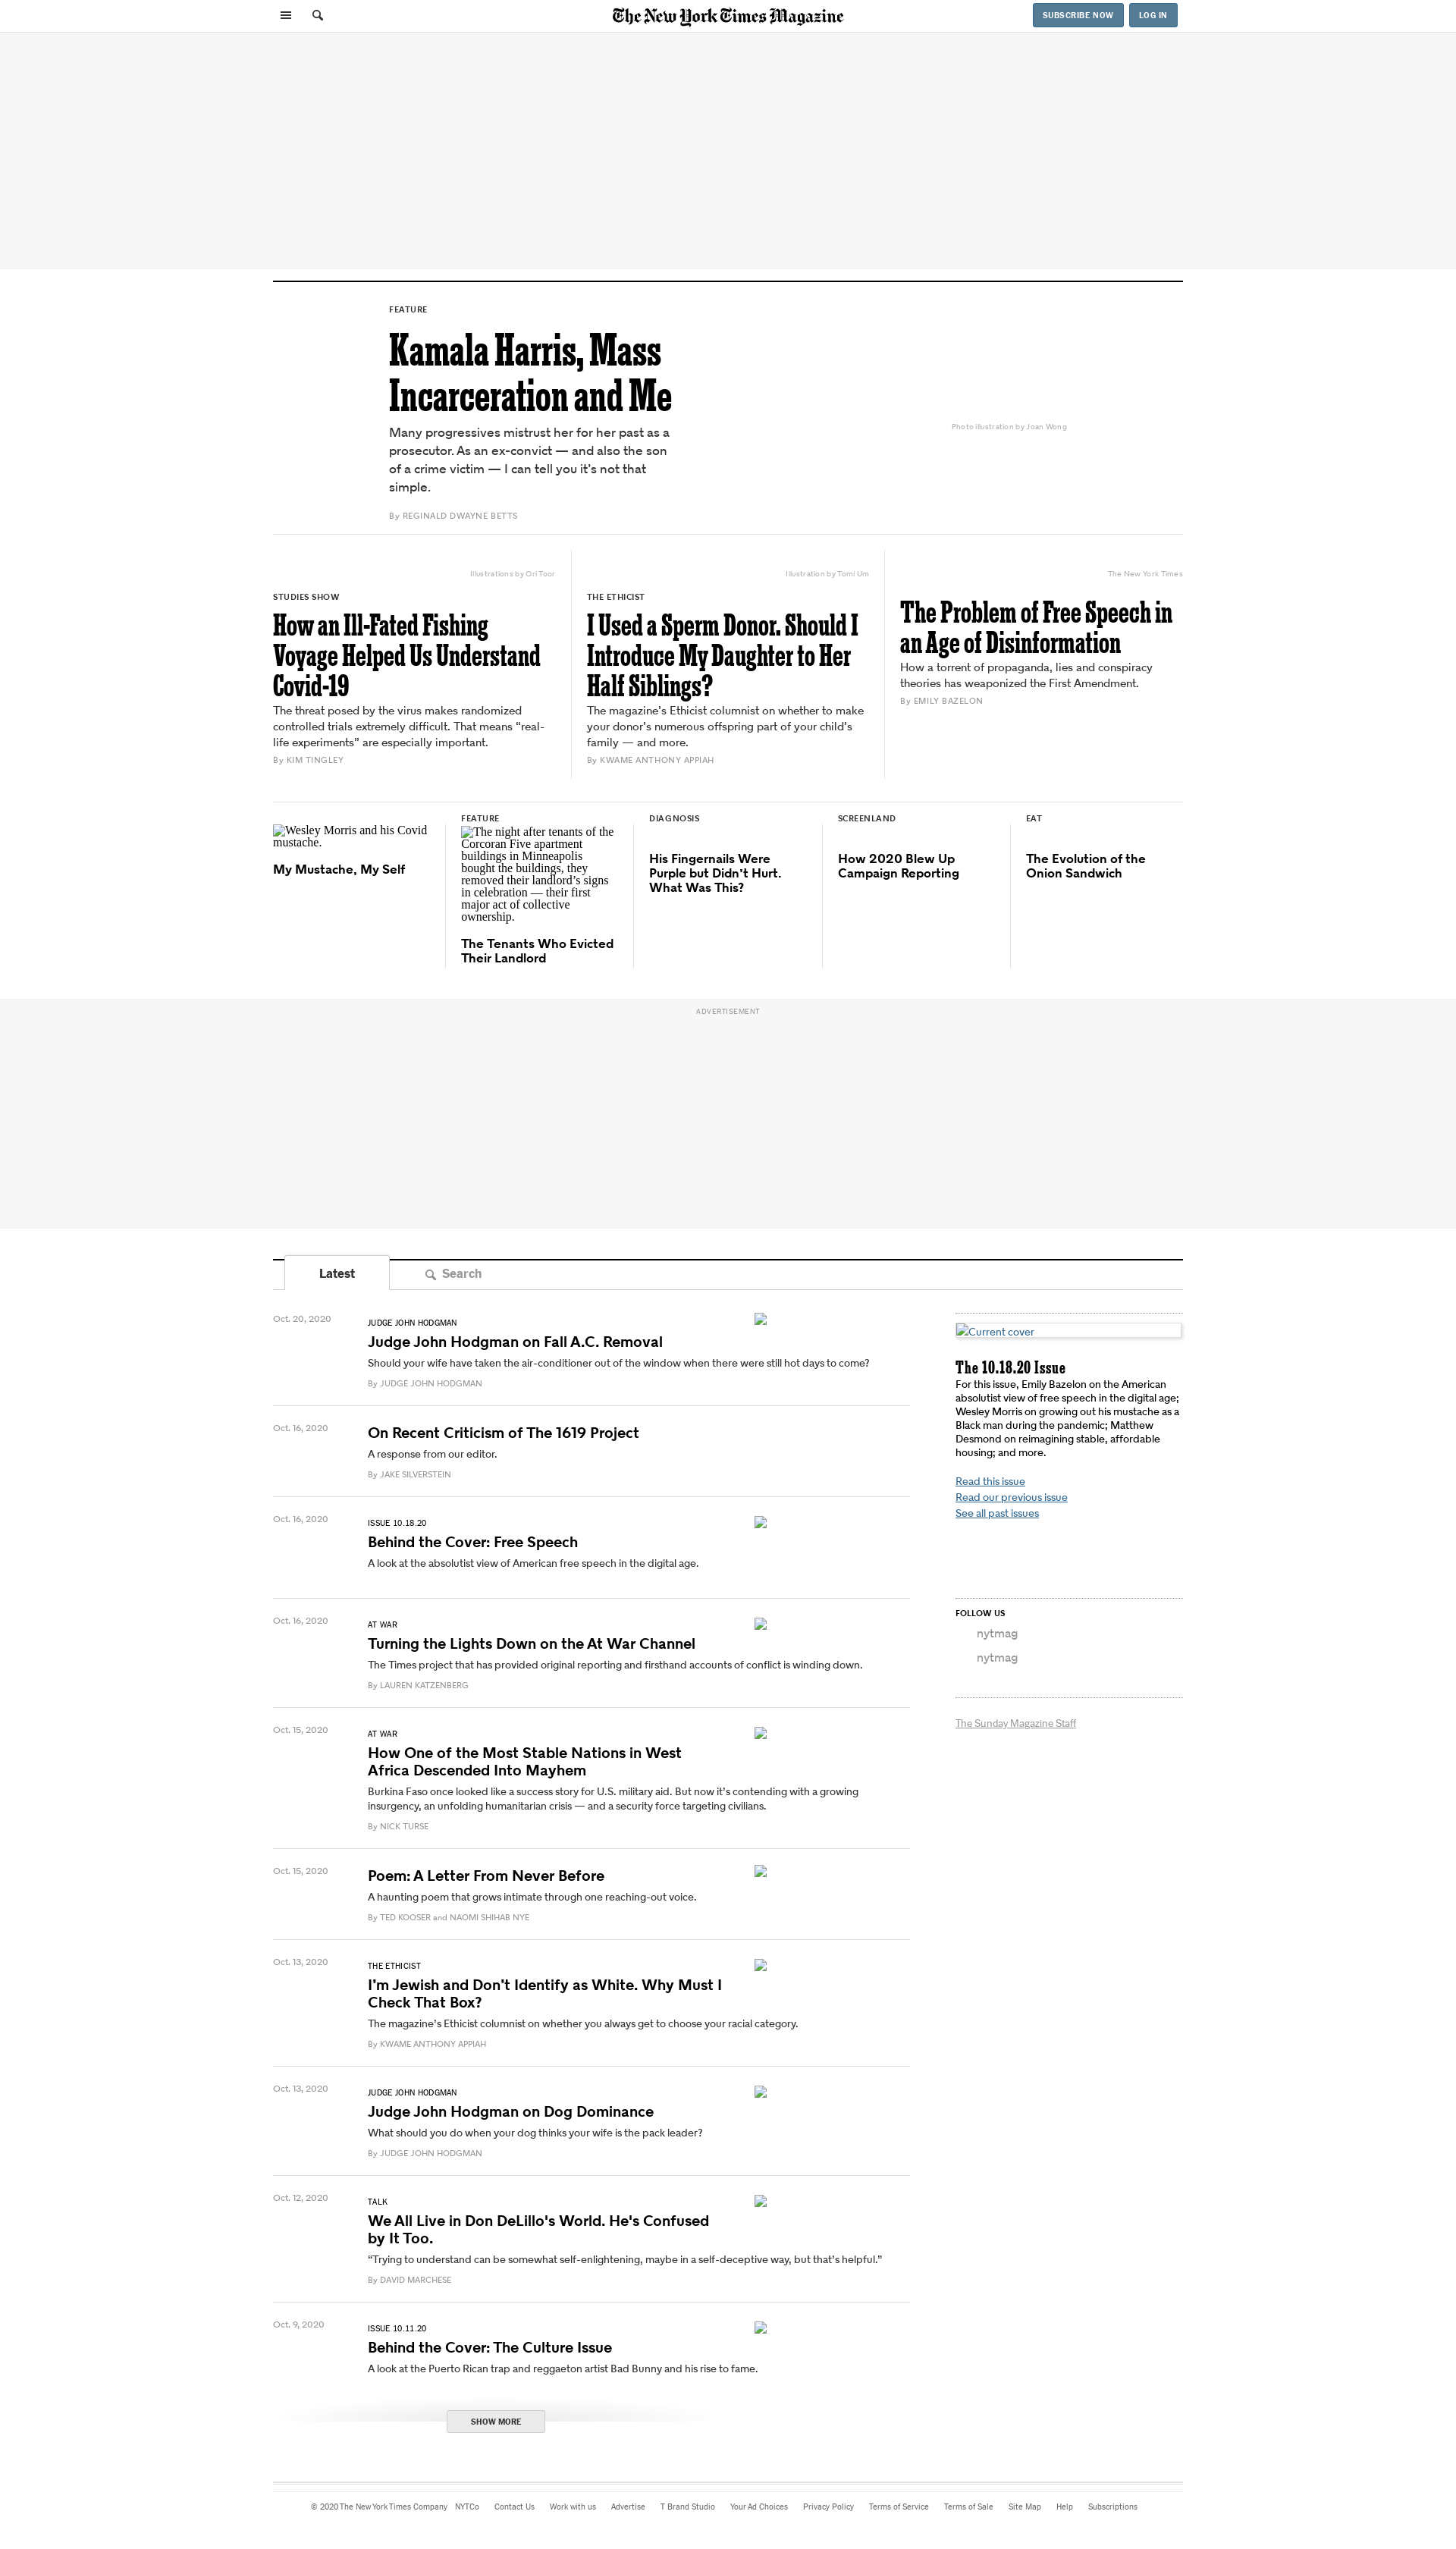 The New York Times Magazine
SUBSCRIBE NOW
LOG IN
FEATURE
Kamala Harris, Mass
Incarceration and Me
Many progressives mistrust her for her past as a
prosecutor. As an ex-convict — and also the son
of a crime victim — I can tell you it’s not that
simple.
By REGINALD DWAYNE BETTS
Photo illustration by Joan Wong
Illustrations by Ori Toor
STUDIES SHOW
How an Ill-Fated Fishing
Voyage Helped Us Understand
Covid-19
The threat posed by the virus makes randomized
controlled trials extremely difficult. That means “real-
life experiments” are especially important.
By KIM TINGLEY
Illustration by Tomi Um
THE ETHICIST
I Used a Sperm Donor. Should I
Introduce My Daughter to Her
Half Siblings?
The magazine’s Ethicist columnist on whether to make
your donor’s numerous offspring part of your child’s
family — and more.
By KWAME ANTHONY APPIAH
The New York Times
The Problem of Free Speech in
an Age of Disinformation
How a torrent of propaganda, lies and conspiracy
theories has weaponized the First Amendment.
By EMILY BAZELON
Wesley Morris and his Covid
mustache.
My Mustache, My Self
FEATURE
The night after tenants of the
Corcoran Five apartment
buildings in Minneapolis
bought the buildings, they
removed their landlord’s signs
in celebration — their first
major act of collective
ownership.
The Tenants Who Evicted
Their Landlord
DIAGNOSIS
His Fingernails Were
Purple but Didn’t Hurt.
What Was This?
SCREENLAND
How 2020 Blew Up
Campaign Reporting
EAT
The Evolution of the
Onion Sandwich
ADVERTISEMENT
Latest
Search
Oct. 20, 2020
JUDGE JOHN HODGMAN
Judge John Hodgman on Fall A.C. Removal
Should your wife have taken the air-conditioner out of the window when there were still hot days to come?
By JUDGE JOHN HODGMAN
Oct. 16, 2020
On Recent Criticism of The 1619 Project
A response from our editor.
By JAKE SILVERSTEIN
Oct. 16, 2020
ISSUE 10.18.20
Behind the Cover: Free Speech
A look at the absolutist view of American free speech in the digital age.
Oct. 16, 2020
AT WAR
Turning the Lights Down on the At War Channel
The Times project that has provided original reporting and firsthand accounts of conflict is winding down.
By LAUREN KATZENBERG
Oct. 15, 2020
AT WAR
How One of the Most Stable Nations in West
Africa Descended Into Mayhem
Burkina Faso once looked like a success story for U.S. military aid. But now it’s contending with a growing
insurgency, an unfolding humanitarian crisis — and a security force targeting civilians.
By NICK TURSE
Oct. 15, 2020
Poem: A Letter From Never Before
A haunting poem that grows intimate through one reaching-out voice.
By TED KOOSER and NAOMI SHIHAB NYE
Oct. 13, 2020
THE ETHICIST
I’m Jewish and Don’t Identify as White. Why Must I
Check That Box?
The magazine’s Ethicist columnist on whether you always get to choose your racial category.
By KWAME ANTHONY APPIAH
Oct. 13, 2020
JUDGE JOHN HODGMAN
Judge John Hodgman on Dog Dominance
What should you do when your dog thinks your wife is the pack leader?
By JUDGE JOHN HODGMAN
Oct. 12, 2020
TALK
We All Live in Don DeLillo's World. He's Confused
by It Too.
“Trying to understand can be somewhat self-enlightening, maybe in a self-deceptive way, but that’s helpful.”
By DAVID MARCHESE
Oct. 9, 2020
ISSUE 10.11.20
Behind the Cover: The Culture Issue
A look at the Puerto Rican trap and reggaeton artist Bad Bunny and his rise to fame.
SHOW MORE
Current cover
The 10.18.20 Issue
For this issue, Emily Bazelon on the American
absolutist view of free speech in the digital age;
Wesley Morris on growing out his mustache as a
Black man during the pandemic; Matthew
Desmond on reimagining stable, affordable
housing; and more.
Read this issue
Read our previous issue
See all past issues
FOLLOW US
nytmag
nytmag
The Sunday Magazine Staff
© 2020 The New York Times Company NYTCo Contact Us Work with us Advertise T Brand Studio Your Ad Choices Privacy Policy Terms of Service Terms of Sale Site Map Help Subscriptions